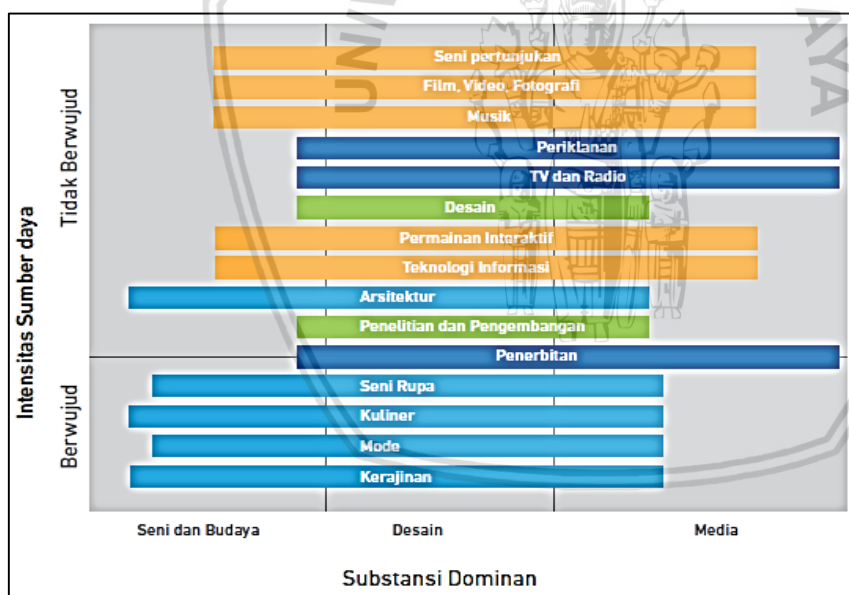 Intensitas Sumber daya
Tidak Berwujud
Berwujud
Seni pertunjukan
Film, Video, Fotografi
Musik
Periklanan
TV dan Radio
Desain
Permainan Interaktif
Teknologi Informasi
Arsitektur
Penelitian dan Pengembangan
Penerbitan
Seni Rupa
Kuliner
Mode
Kerajinan
Seni dan Budaya Desain Media
Substansi Dominan
UNI
AYA